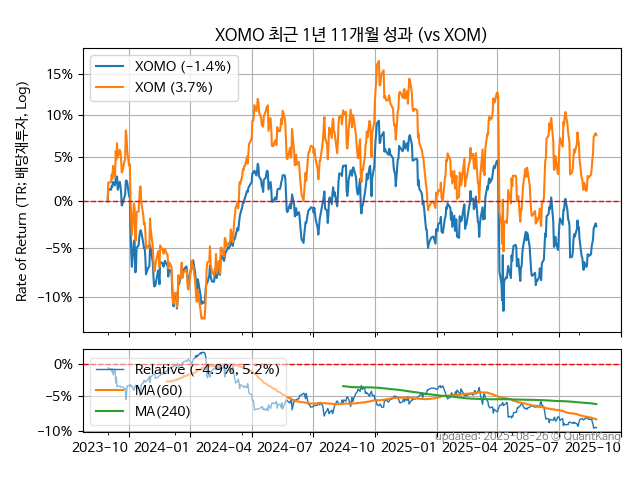 XOMO 최근 1년 11개월 성과 (vs XOM)
Rate of Return (TR: 배당재투자, Log)
XOMO (−1.4%)
XOM (3.7%)
15%
10%
5%
0%
−5%
−10%
Relative (−4.9%, 5.2%)
MA(60)
MA(240)
0%
−5%
−10%
updated: 2025-08-26 © QuantKang
2023-10 2024-01 2024-04 2024-07 2024-10 2025-01 2025-04 2025-07 2025-10